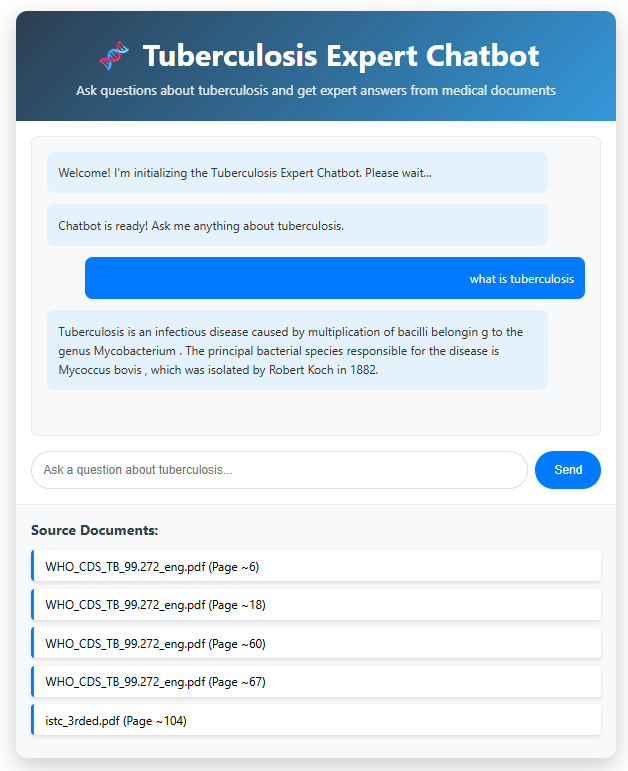 Tuberculosis Expert Chatbot
Ask questions about tuberculosis and get expert answers from medical documents
Welcome! I'm initializing the Tuberculosis Expert Chatbot. Please wait...
Chatbot is ready! Ask me anything about tuberculosis.
what is tuberculosis
Tuberculosis is an infectious disease caused by multiplication of bacilli belongin g to the
genus Mycobacterium . The principal bacterial species responsible for the disease is
Mycoccus bovis , which was isolated by Robert Koch in 1882.
Ask a question about tuberculosis...
Send
Source Documents:
WHO_CDS_TB_99.272_eng.pdf (Page ~6)
WHO_CDS_TB_99.272_eng.pdf (Page ~18)
WHO_CDS_TB_99.272_eng.pdf (Page ~60)
WHO_CDS_TB_99.272_eng.pdf (Page ~67)
istc_3rded.pdf (Page ~104)